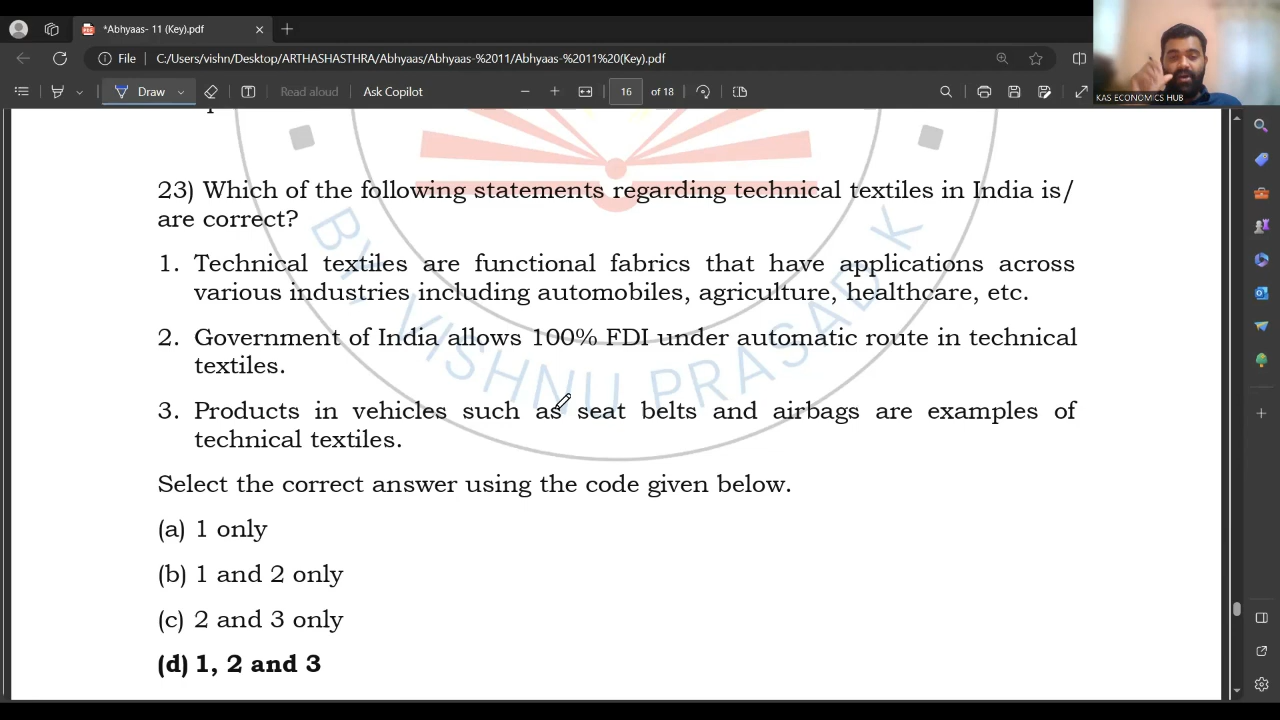 *Abhyaas- 11 (Key).pdf
File C:/Users/vishn/Desktop/ARTHASHASTHRA/Abhyaas/Abhyaas-%2011/Abhyaas-%2011%20(Key).pdf
KAS ECONOMICS HUB
Draw Read aloud Ask Copilot 16 of 18
23) Which of the following statements regarding technical textiles in India is/
are correct?
1. Technical textiles are functional fabrics that have applications across
various industries including automobiles, agriculture, healthcare, etc.
2. Government of India allows 100% FDI under automatic route in technical
textiles.
3. Products in vehicles such as seat belts and airbags are examples of
technical textiles.
Select the correct answer using the code given below.
(a) 1 only
(b) 1 and 2 only
(c) 2 and 3 only
(d) 1, 2 and 3
BY VISHNU PRASAD K